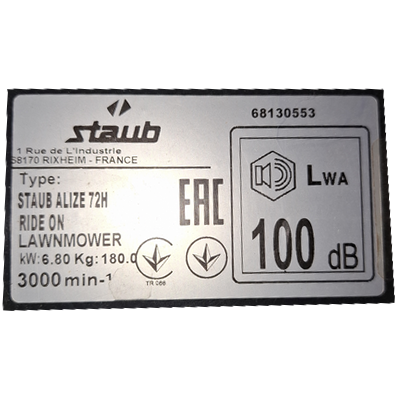 staub
68130553
1 Rue de L'Industrie
68170 RIXHEIM - FRANCE
Type:
STAUB ALIZE 72H
RIDE ON
LAWNMOWER
kW: 6.80 Kg: 180.0
3000 min-1
TR 066
EAC
LWA
100 dB